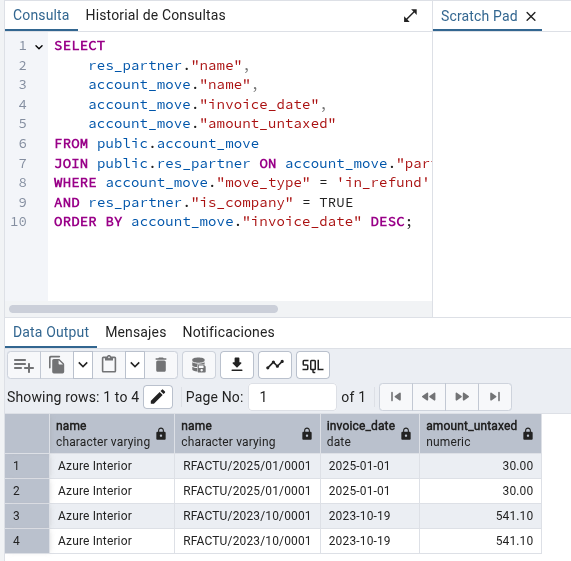 Consulta Historial de Consultas Scratch Pad
1 SELECT
2 res_partner."name",
3 account_move."name",
4 account_move."invoice_date",
5 account_move."amount_untaxed"
6 FROM public.account_move
7 JOIN public.res_partner ON account_move."par
8 WHERE account_move."move_type" = 'in_refund'
9 AND res_partner."is_company" = TRUE
10 ORDER BY account_move."invoice_date" DESC;
Data Output Mensajes Notificaciones
SQL
Showing rows: 1 to 4 Page No: 1 of 1
name name invoice_date amount_untaxed
character varying character varying date numeric
1 Azure Interior RFACTU/2025/01/0001 2025-01-01 30.00
2 Azure Interior RFACTU/2025/01/0001 2025-01-01 30.00
3 Azure Interior RFACTU/2023/10/0001 2023-10-19 541.10
4 Azure Interior RFACTU/2023/10/0001 2023-10-19 541.10